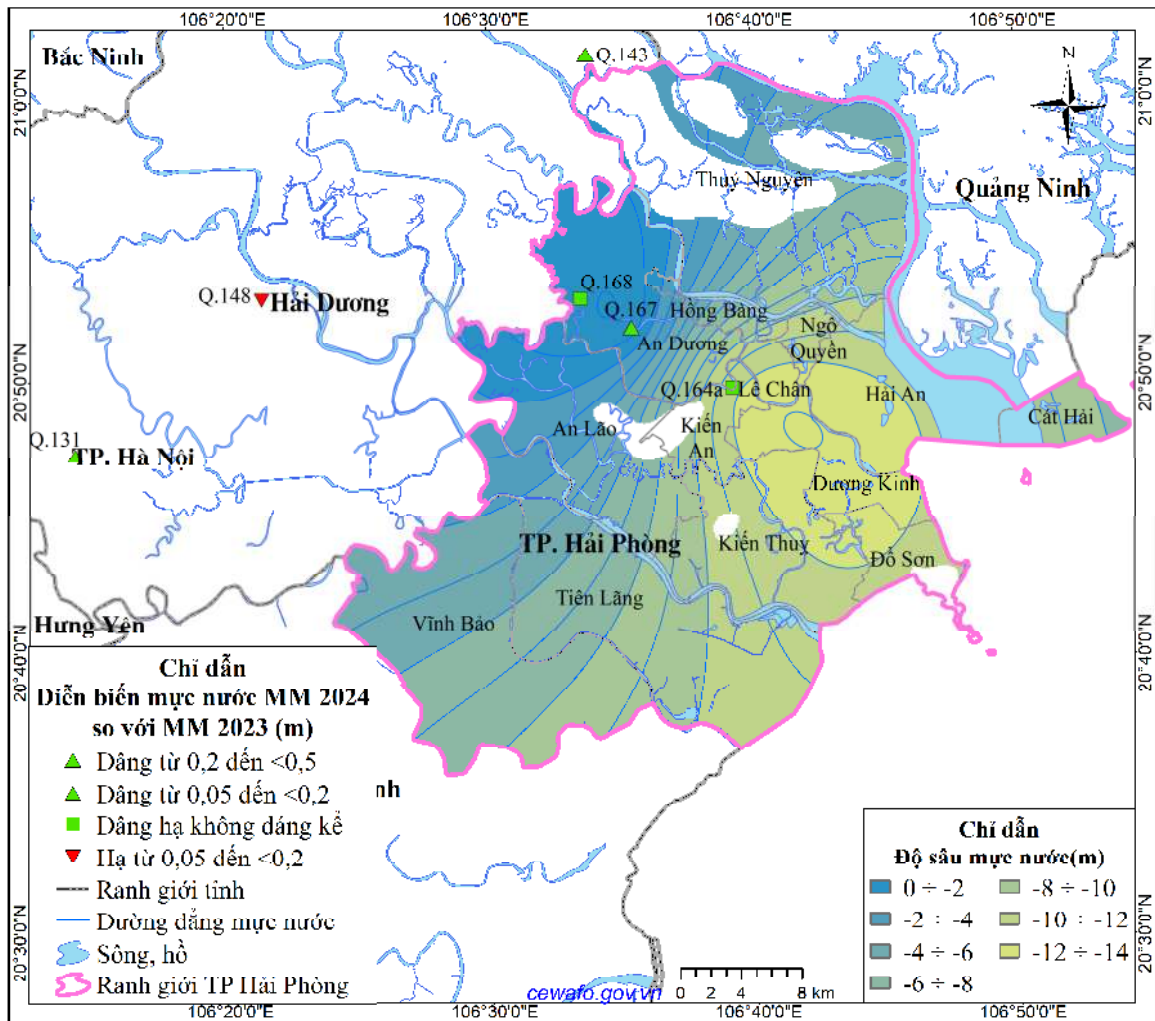 106°20'0"E 106°30'0"E 106°40'0"E 106°50'0"E
Bắc Ninh
Q.143
N
21°0'0"N
21°0'0"N
Thuỷ Nguyên
Quảng Ninh
Q.168
Q.148
Hải Dương
Q.167
Hồng Bàng
Ngô
Quyền
An Dương
20°50'0"N
20°50'0"N
Q.164a
Lê Chân
Hải An
Cát Hải
An Lão
Kiến
An
Q.131
TP. Hà Nội
Dương Kinh
TP. Hải Phòng
Kiến Thuỵ
Đồ Sơn
Tiên Lãng
Vĩnh Bảo
Hưng Yên
20°40'0"N
20°40'0"N
Chỉ dẫn
Diễn biến mực nước MM 2024
so với MM 2023 (m)
Dâng từ 0,2 đến <0,5
Dâng từ 0,05 đến <0,2
Dâng hạ không đáng kể
Hạ từ 0,05 đến <0,2
Ranh giới tỉnh
Đường đẳng mực nước
Sông, hồ
Ranh giới TP Hải Phòng
nh
Chỉ dẫn
Độ sâu mực nước(m)
0 ÷ -2
-2 ÷ -4
-4 ÷ -6
-6 ÷ -8
-8 ÷ -10
-10 ÷ -12
-12 ÷ -14
20°30'0"N
20°30'0"N
cewafo.gov.vn
0 2 4 8 km
106°20'0"E 106°30'0"E 106°40'0"E 106°50'0"E